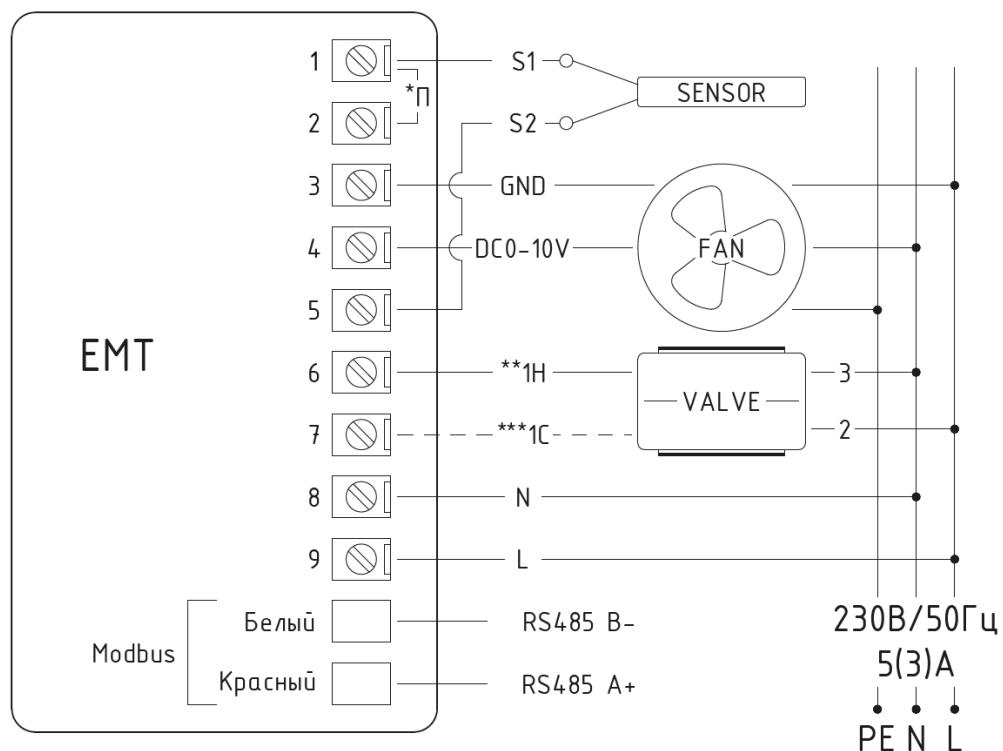 EMT
1 S1 SENSOR
*П
2 S2
3 GND
4 DC0-10V FAN
5
6 **1H 3
VALVE
7 ***1C 2
8 N
9 L
Modbus
Белый RS485 B-
Красный RS485 A+
230В/50Гц
5(3)А
PE N L